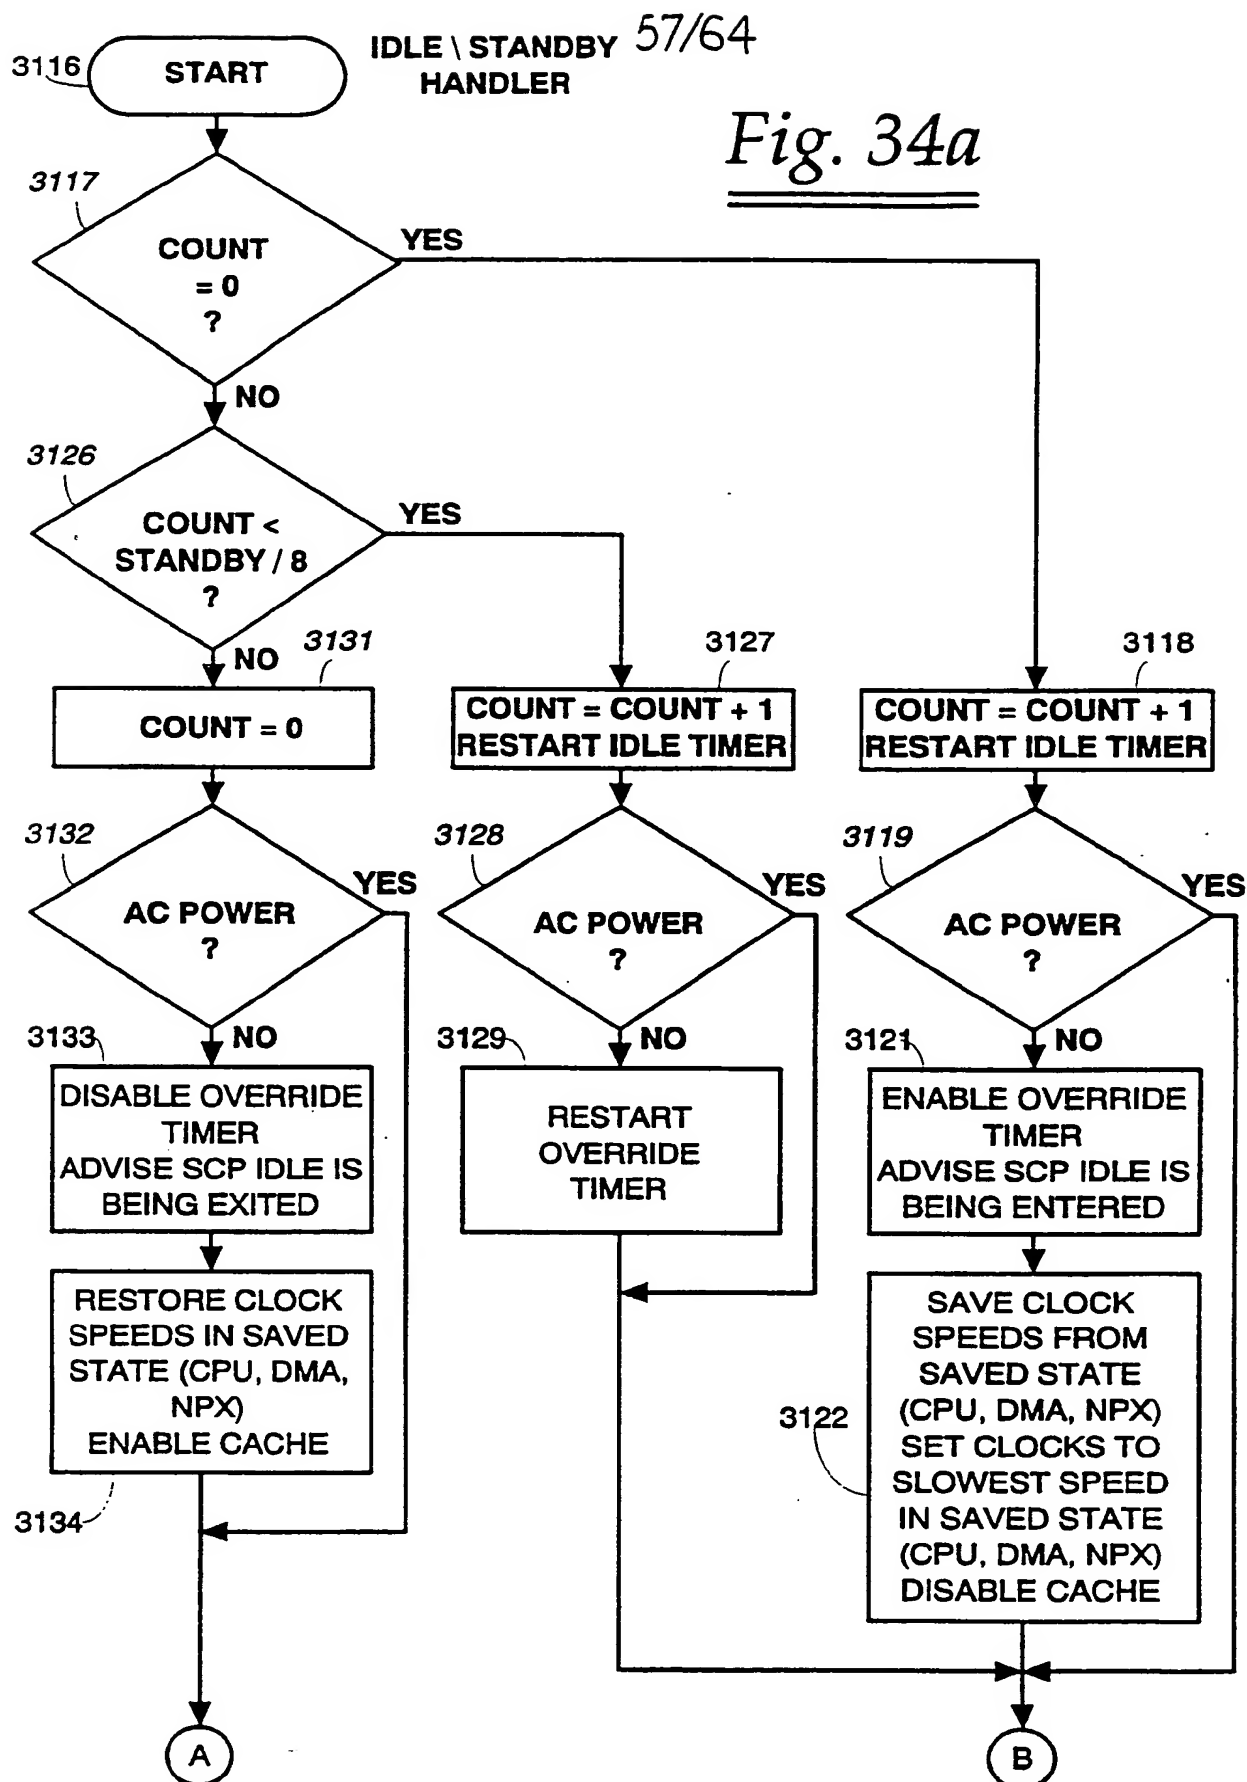 57/64
IDLE \ STANDBY
HANDLER
3116
START
Fig. 34a
3117
COUNT
= 0
?
YES
NO
3126
COUNT <
STANDBY / 8
?
YES
NO
3131
COUNT = 0
3127
COUNT = COUNT + 1
RESTART IDLE TIMER
3118
COUNT = COUNT + 1
RESTART IDLE TIMER
3132
AC POWER
?
YES
NO
3128
AC POWER
?
YES
NO
3119
AC POWER
?
YES
NO
3133
DISABLE OVERRIDE
TIMER
ADVISE SCP IDLE IS
BEING EXITED
3129
RESTART
OVERRIDE
TIMER
3121
ENABLE OVERRIDE
TIMER
ADVISE SCP IDLE IS
BEING ENTERED
RESTORE CLOCK
SPEEDS IN SAVED
STATE (CPU, DMA,
NPX)
ENABLE CACHE
3134
3122
SAVE CLOCK
SPEEDS FROM
SAVED STATE
(CPU, DMA, NPX)
SET CLOCKS TO
SLOWEST SPEED
IN SAVED STATE
(CPU, DMA, NPX)
DISABLE CACHE
A
B